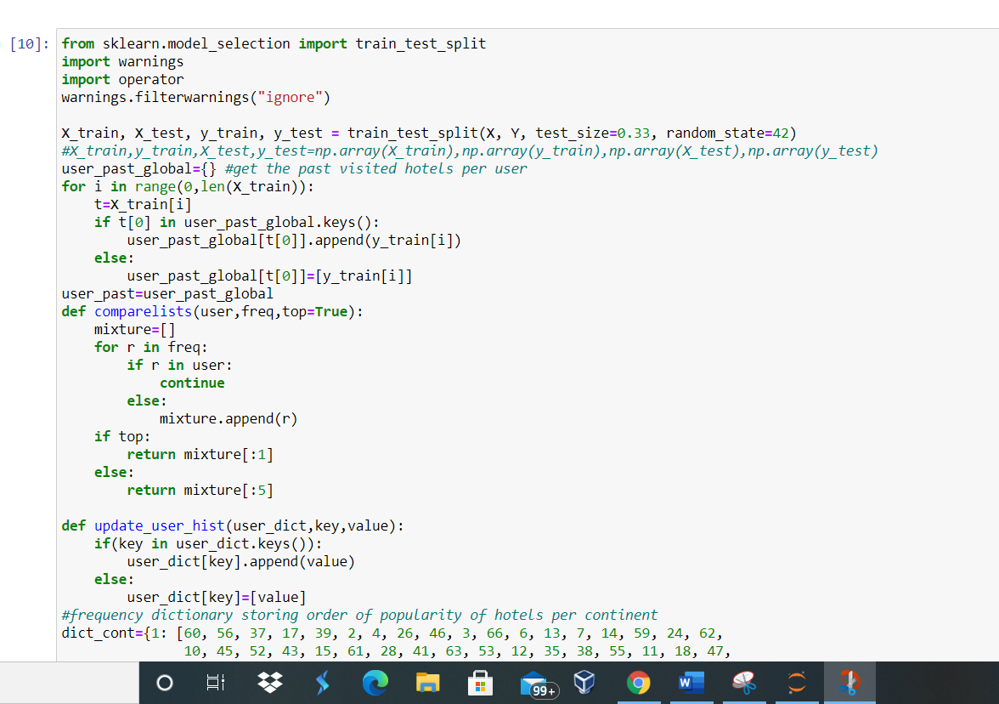 [10]: from sklearn.model_selection import train_test_split
import warnings
import operator
warnings.filterwarnings("ignore")

X_train, X_test, y_train, y_test = train_test_split(X, Y, test_size=0.33, random_state=42)
#X_train,y_train,X_test,y_test=np.array(X_train),np.array(y_train),np.array(X_test),np.array(y_test)
user_past_global={} #get the past visited hotels per user
for i in range(0,len(X_train)):
    t=X_train[i]
    if t[0] in user_past_global.keys():
        user_past_global[t[0]].append(y_train[i])
    else:
        user_past_global[t[0]]=[y_train[i]]
user_past=user_past_global
def comparelists(user,freq,top=True):
    mixture=[]
    for r in freq:
        if r in user:
            continue
        else:
            mixture.append(r)
    if top:
        return mixture[:1]
    else:
        return mixture[:5]

def update_user_hist(user_dict,key,value):
    if(key in user_dict.keys()):
        user_dict[key].append(value)
    else:
        user_dict[key]=[value]
#frequency dictionary storing order of popularity of hotels per continent
dict_cont={1: [60, 56, 37, 17, 39, 2, 4, 26, 46, 3, 66, 6, 13, 7, 14, 59, 24, 62,
               10, 45, 52, 43, 15, 61, 28, 41, 63, 53, 12, 35, 38, 55, 11, 18, 47,
99+
W